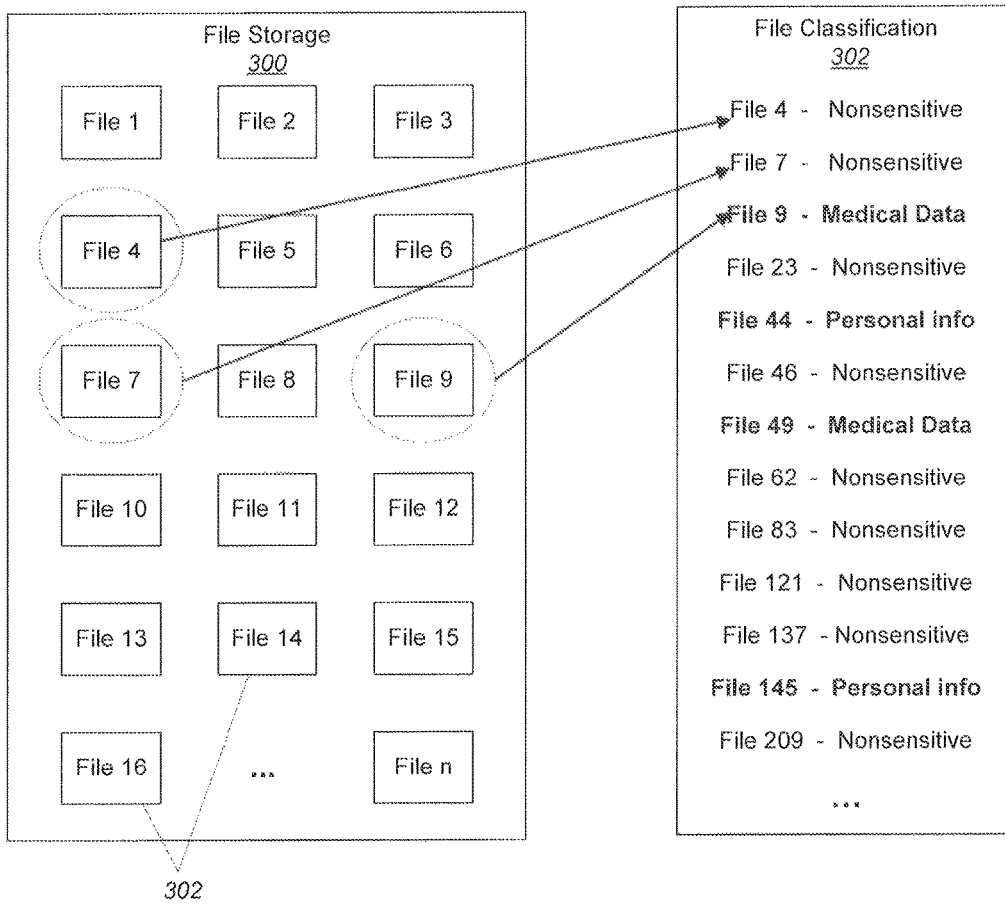 File Storage
300
File 1
File 2
File 3
File 4
File 5
File 6
File 7
File 8
File 9
File 10
File 11
File 12
File 13
File 14
File 15
File 16
...
File n
302
File Classification
302
File 4 - Nonsensitive
File 7 - Nonsensitive
File 9 - Medical Data
File 23 - Nonsensitive
File 44 - Personal info
File 46 - Nonsensitive
File 49 - Medical Data
File 62 - Nonsensitive
File 83 - Nonsensitive
File 121 - Nonsensitive
File 137 - Nonsensitive
File 145 - Personal info
File 209 - Nonsensitive
...